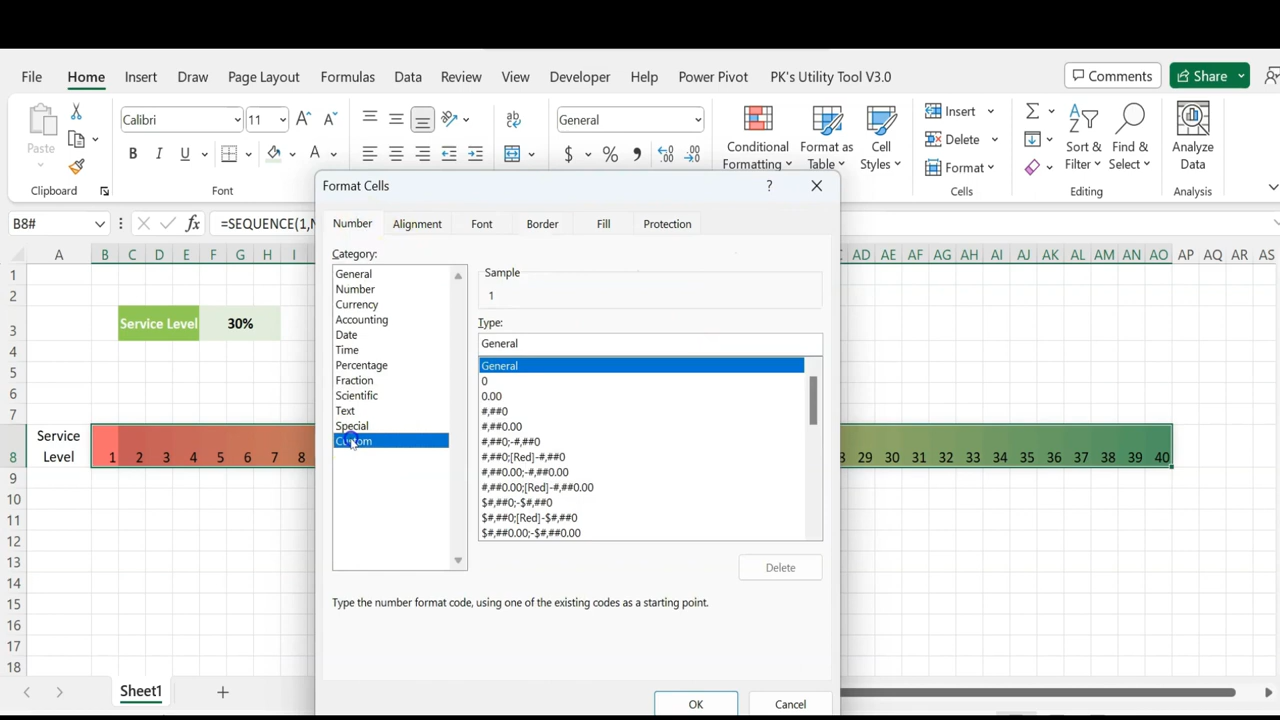 File Home Insert Draw Page Layout Formulas Data Review View Developer Help Power Pivot PK's Utility Tool V3.0 Comments Share
Paste Calibri 11 General $ % Conditional Formatting Format as Table Cell Styles Insert Delete Format Sort & Filter Find & Select Analyze Data
Clipboard Font Cells Editing Analysis
Format Cells ?
B8# fx =SEQUENCE(1,
Number Alignment Font Border Fill Protection
A B C D E F G H I AD AE AF AG AH AI AJ AK AL AM AN AO AP AQ AR AS
1
2
3 Service Level 30%
4
5
6
7
8 Service Level 1 2 3 4 5 6 7 8 29 30 31 32 33 34 35 36 37 38 39 40
9
10
11
12
13
14
15
16
17
18
Category:
General
Number
Currency
Accounting
Date
Time
Percentage
Fraction
Scientific
Text
Special
Custom
Sample
1
Type:
General
General
0
0.00
#,##0
#,##0.00
#,##0;-#,##0
#,##0;[Red]-#,##0
#,##0.00;-#,##0.00
#,##0.00;[Red]-#,##0.00
$#,##0;-$#,##0
$#,##0;[Red]-$#,##0
$#,##0.00;-$#,##0.00
Delete
Type the number format code, using one of the existing codes as a starting point.
OK Cancel
Sheet1